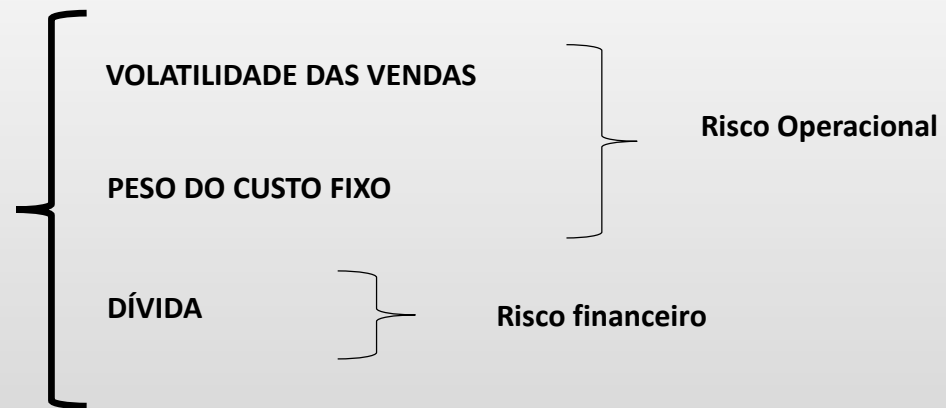 VOLATILIDADE DAS VENDAS
Risco Operacional
PESO DO CUSTO FIXO
DÍVIDA
Risco financeiro